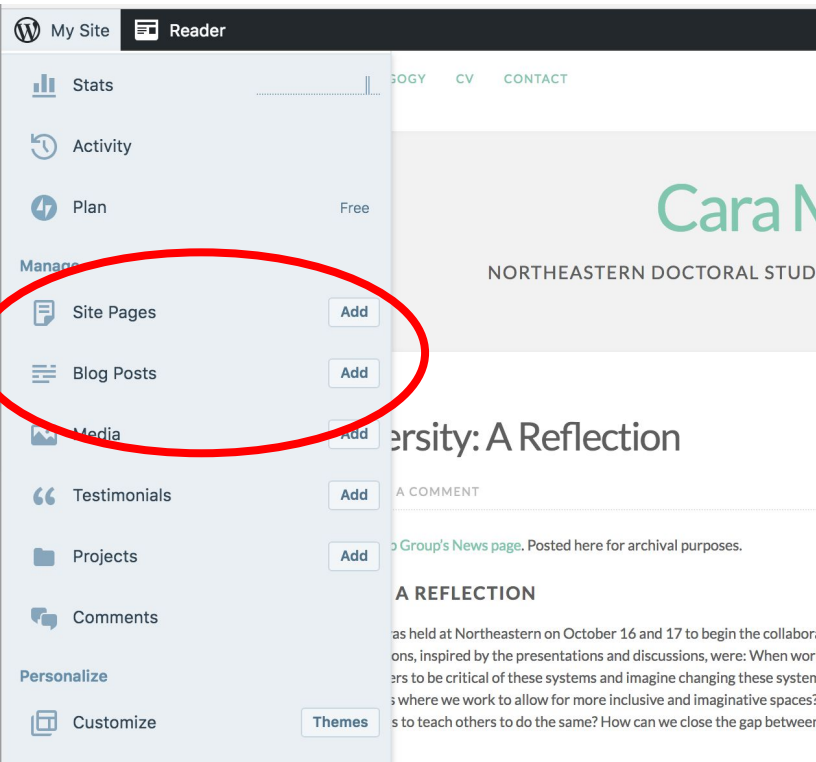 My Site
Reader
Stats
Activity
Plan
Free
Manage
Site Pages
Add
Blog Posts
Add
Media
Add
Testimonials
Add
Projects
Add
Comments
Personalize
Customize
Themes
CV
CONTACT
Cara
NORTHEASTERN DOCTORAL STUD
ersity: A Reflection
A COMMENT
Group's News page. Posted here for archival purposes.
A REFLECTION
as held at Northeastern on October 16 and 17 to begin the collabor
ons, inspired by the presentations and discussions, were: When wor
ers to be critical of these systems and imagine changing these system
where we work to allow for more inclusive and imaginative spaces?
s to teach others to do the same? How can we close the gap between